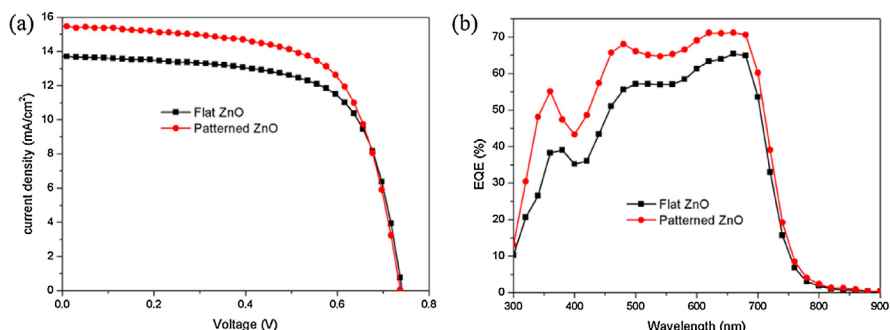 (a)
16
14
12
10
8
6
4
2
0
current density (mA/cm²)
Flat ZnO
Patterned ZnO
0.0 0.2 0.4 0.6 0.8
Voltage (V)
(b)
70
60
50
40
30
20
10
0
EQE (%)
Flat ZnO
Patterned ZnO
300 400 500 600 700 800 900
Wavelength (nm)